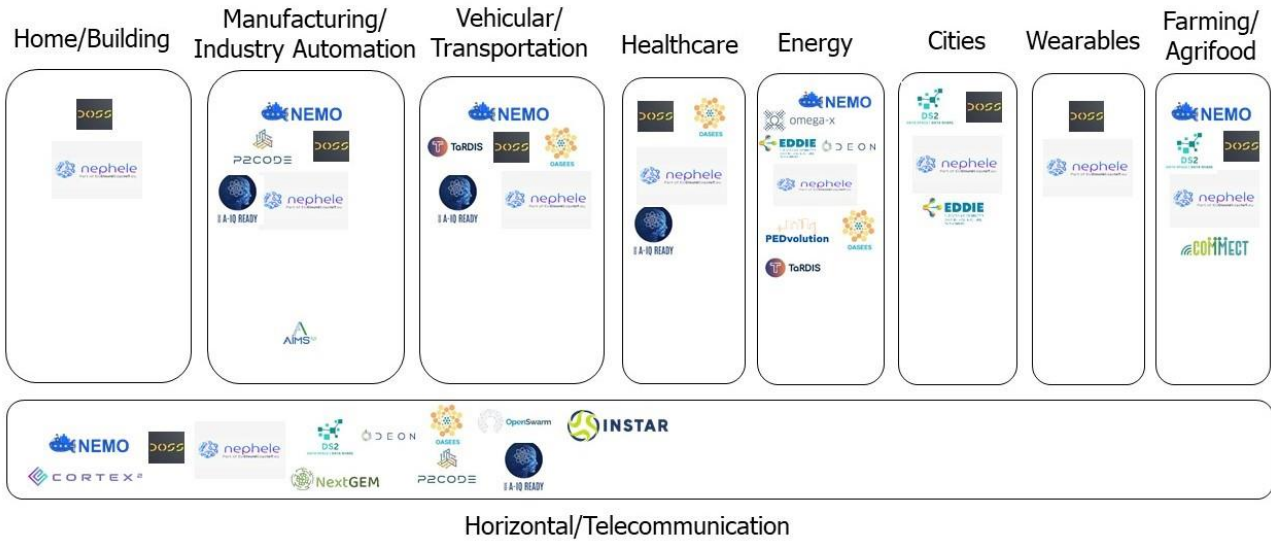 Home/Building
Manufacturing/
Industry Automation
Vehicular/
Transportation
Healthcare
Energy
Cities
Wearables
Farming/
Agrifood
DOSS
nephele
NEMO
P2CODE
DOSS
nephele
A-IQ READY
AIMS
NEMO
TaRDIS
DOSS
OASEES
A-IQ READY
nephele
DOSS
OASEES
nephele
A-IQ READY
NEMO
omega-x
EDDIE
ODEON
nephele
PEDvolution
OASEES
TaRDIS
DS2
DOSS
nephele
EDDIE
DOSS
nephele
NEMO
DS2
DOSS
nephele
COMMECT
NEMO
DOSS
nephele
DS2
ODEON
OASEES
OpenSwarm
INSTAR
CORTEX²
NextGEM
P2CODE
A-IQ READY
Horizontal/Telecommunication